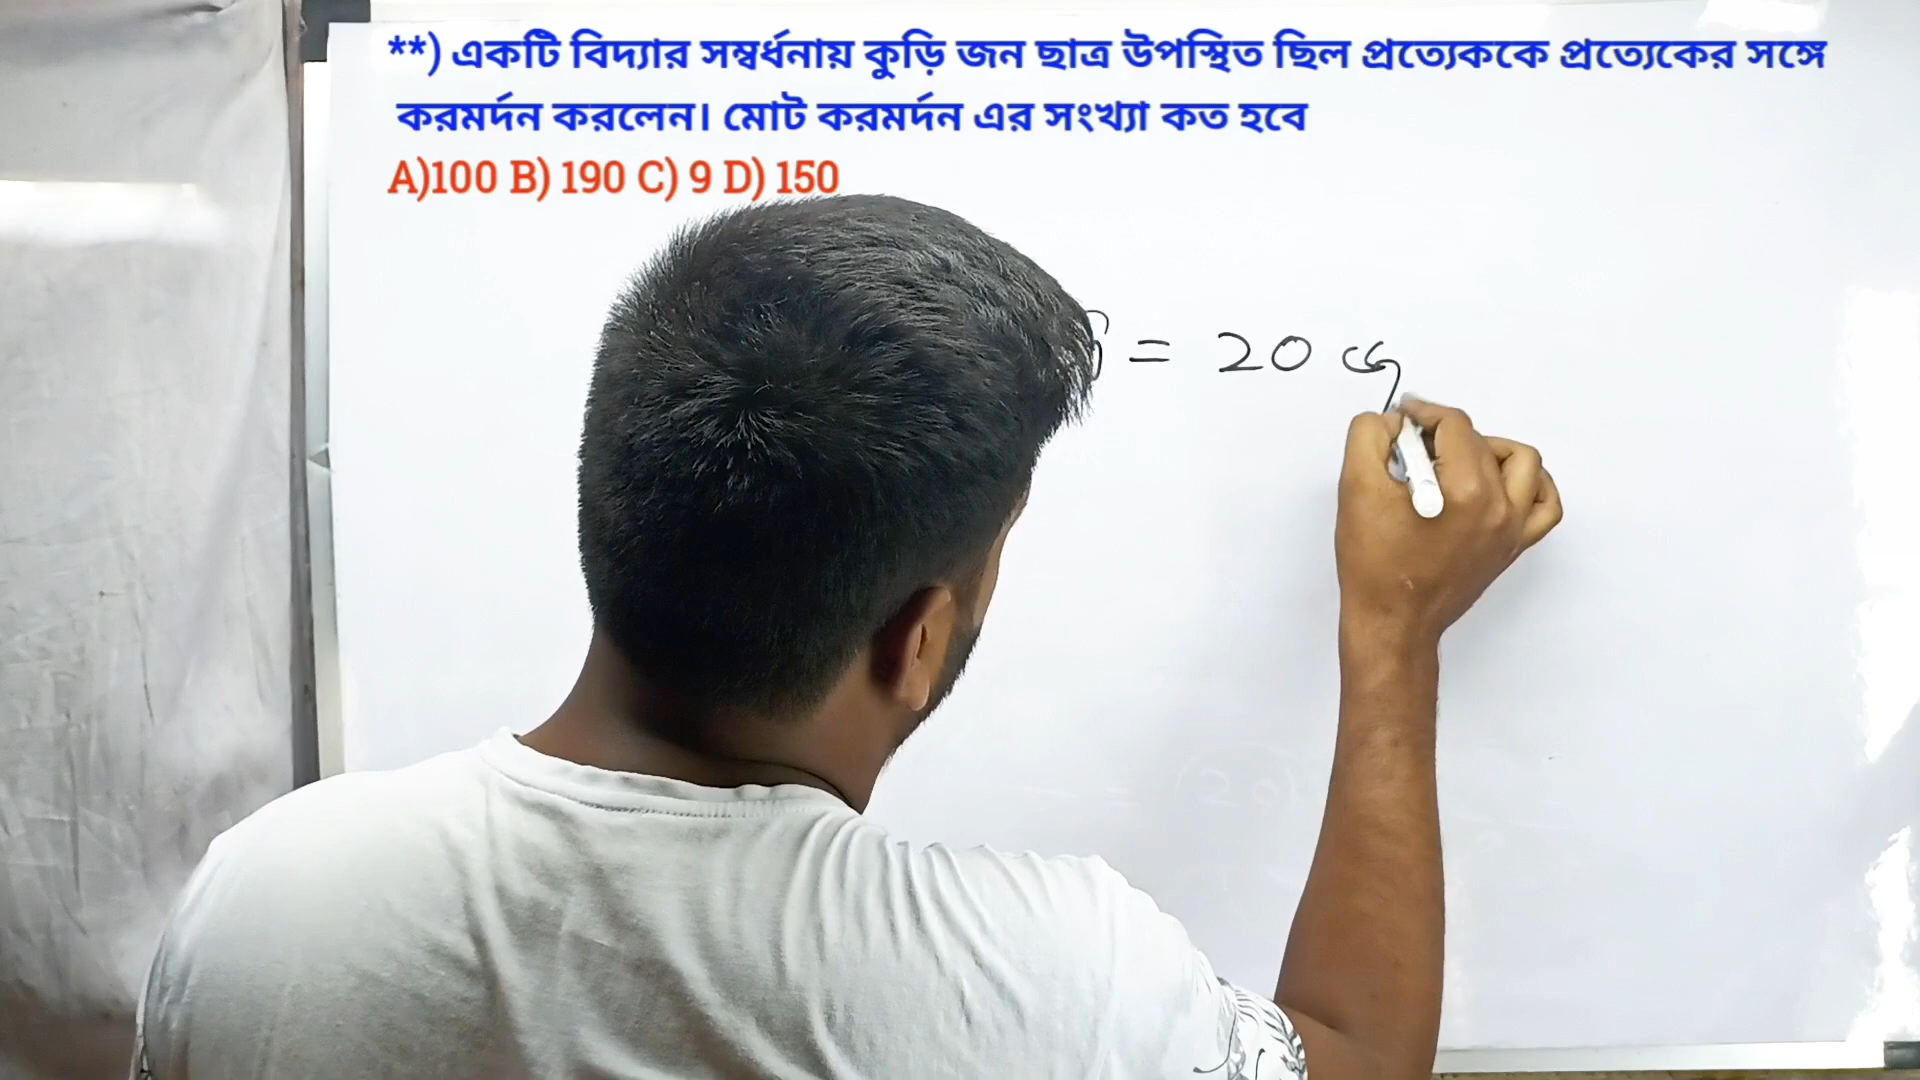 **) একটি বিদ্যার সম্বর্ধনায় কুড়ি জন ছাত্র উপস্থিত ছিল প্রত্যেককে প্রত্যেকের সঙ্গে
করমর্দন করলেন। মোট করমর্দন এর সংখ্যা কত হবে
A)100 B) 190 C) 9 D) 150
= 20